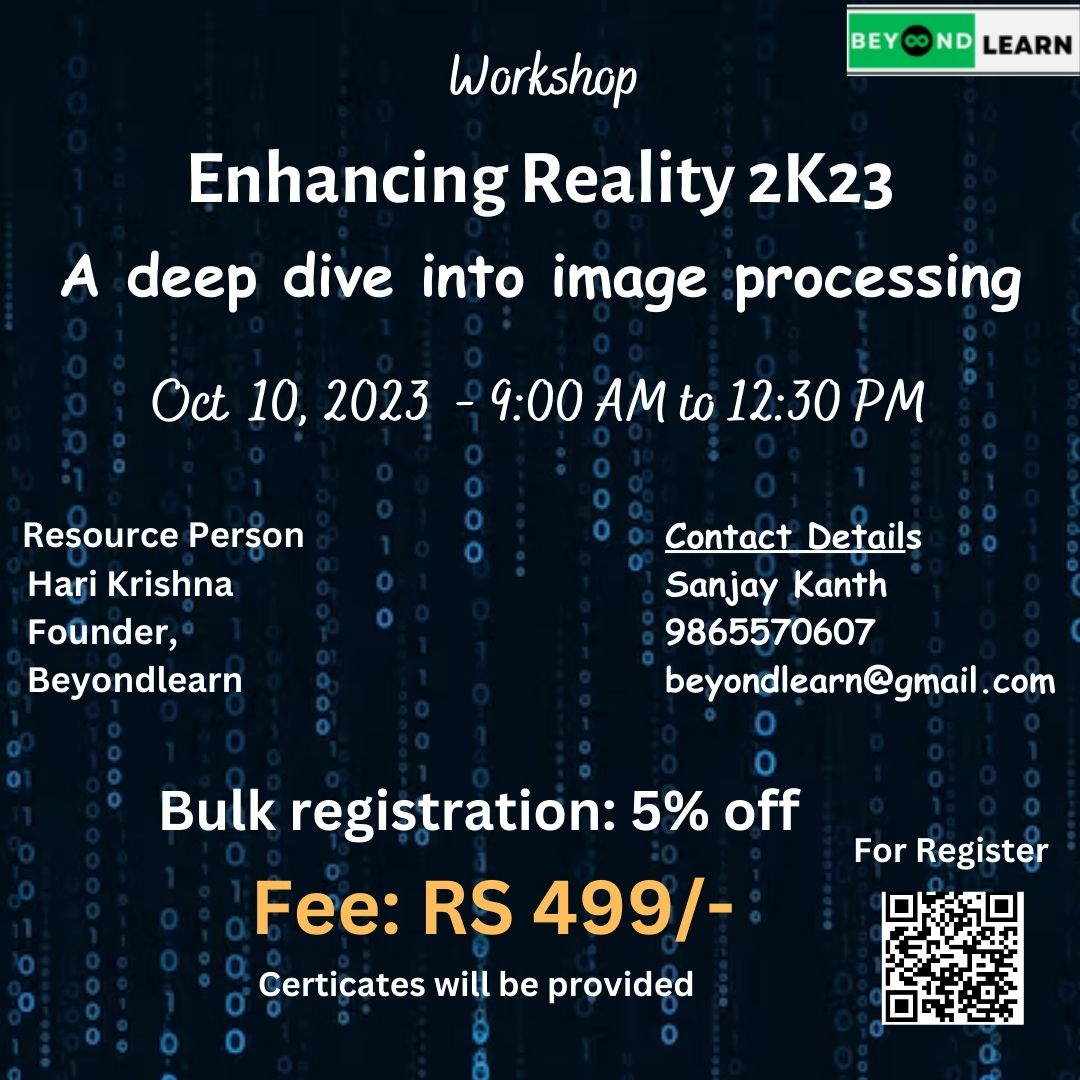 BEYOND LEARN
Workshop
Enhancing Reality 2K23
A deep dive into image processing
Oct 10, 2023 - 9:00 AM to 12:30 PM
Resource Person
Hari Krishna
Founder,
Beyondlearn
Contact Details
Sanjay Kanth
9865570607
beyondlearn@gmail.com
Bulk registration: 5% off
Fee: RS 499/-
Certicates will be provided
For Register